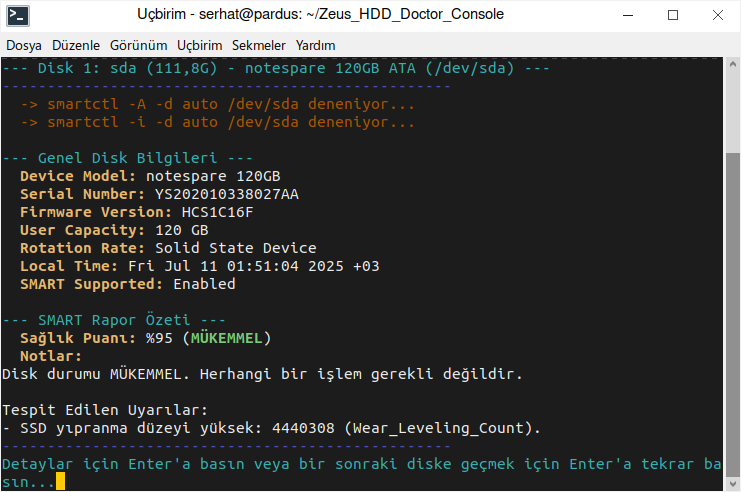 Uçbirim - serhat@pardus: ~/Zeus_HDD_Doctor_Console
Dosya Düzenle Görünüm Uçbirim Sekmeler Yardım
--- Disk 1: sda (111,8G) - notespare 120GB ATA (/dev/sda) ---
--------------------------------------------------
-> smartctl -A -d auto /dev/sda deneniyor...
-> smartctl -i -d auto /dev/sda deneniyor...
--- Genel Disk Bilgileri ---
Device Model: notespare 120GB
Serial Number: YS202010338027AA
Firmware Version: HCS1C16F
User Capacity: 120 GB
Rotation Rate: Solid State Device
Local Time: Fri Jul 11 01:51:04 2025 +03
SMART Supported: Enabled
--- SMART Rapor Özeti ---
Sağlık Puanı: %95 (MÜKEMMEL)
Notlar:
Disk durumu MÜKEMMEL. Herhangi bir işlem gerekli değildir.
Tespit Edilen Uyarılar:
- SSD yıpranma düzeyi yüksek: 4440308 (Wear_Leveling_Count).
--------------------------------------------------
Detaylar için Enter'a basın veya bir sonraki diske geçmek için Enter'a tekrar ba
sın...